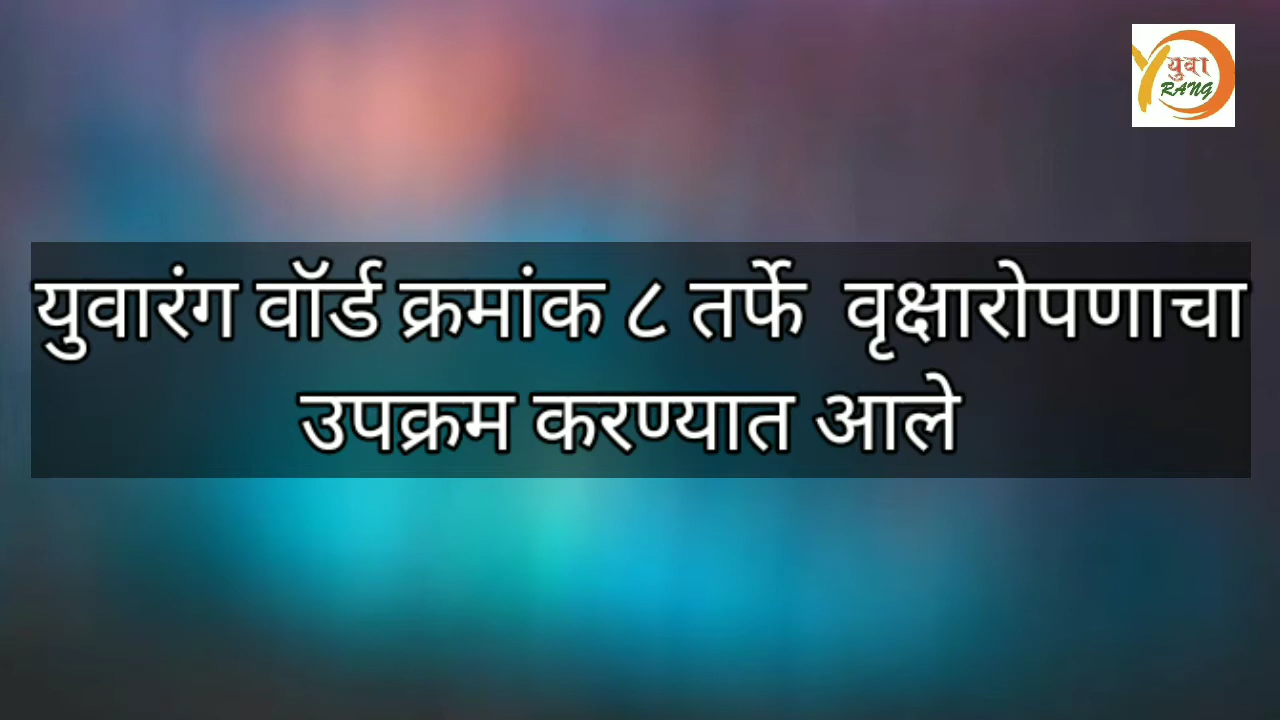 युवा
RANG
युवारंग वॉर्ड क्रमांक ८ तर्फे वृक्षारोपणाचा
उपक्रम करण्यात आले